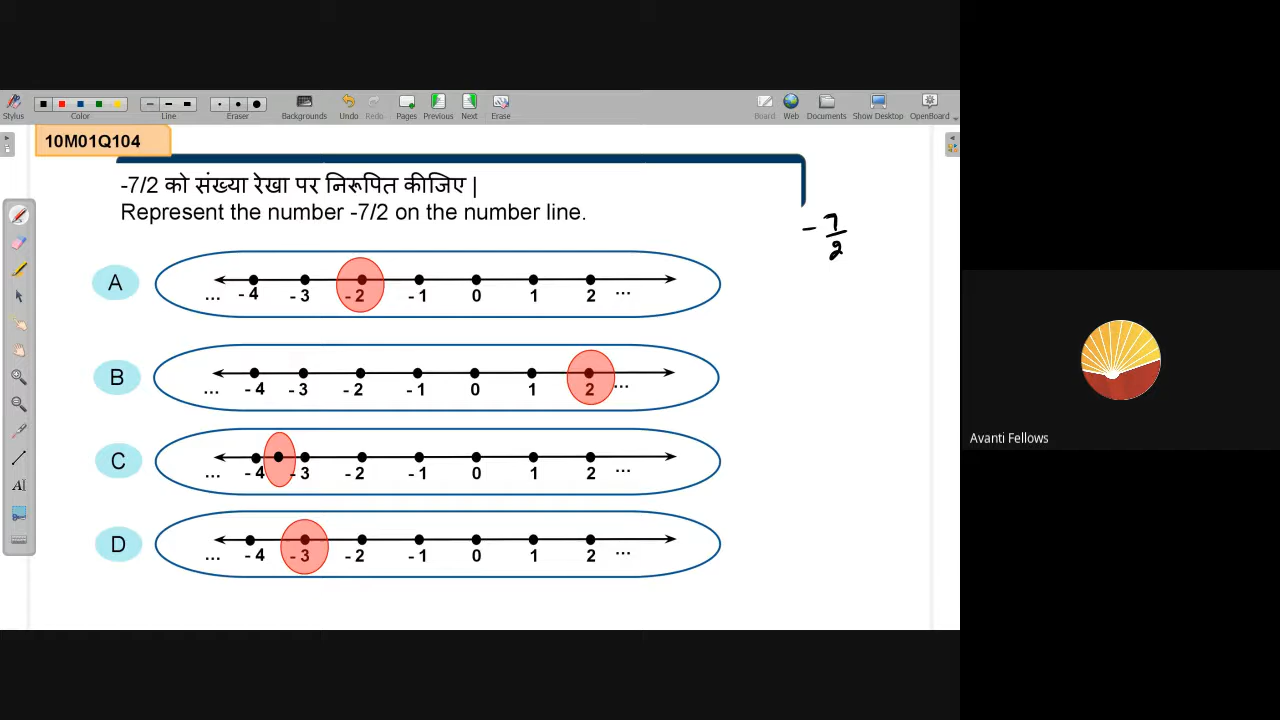 Stylus
Color
Line
Eraser
Backgrounds
Undo
Redo
Pages
Previous
Next
Erase
Board
Web
Documents
Show Desktop
OpenBoard
10M01Q104
-7/2 को संख्या रेखा पर निरूपित कीजिए |
Represent the number -7/2 on the number line.
- 7/2
A
... - 4 - 3 - 2 - 1 0 1 2 ...
B
... - 4 - 3 - 2 - 1 0 1 2 ...
C
... - 4 - 3 - 2 - 1 0 1 2 ...
D
... - 4 - 3 - 2 - 1 0 1 2 ...
Avanti Fellows